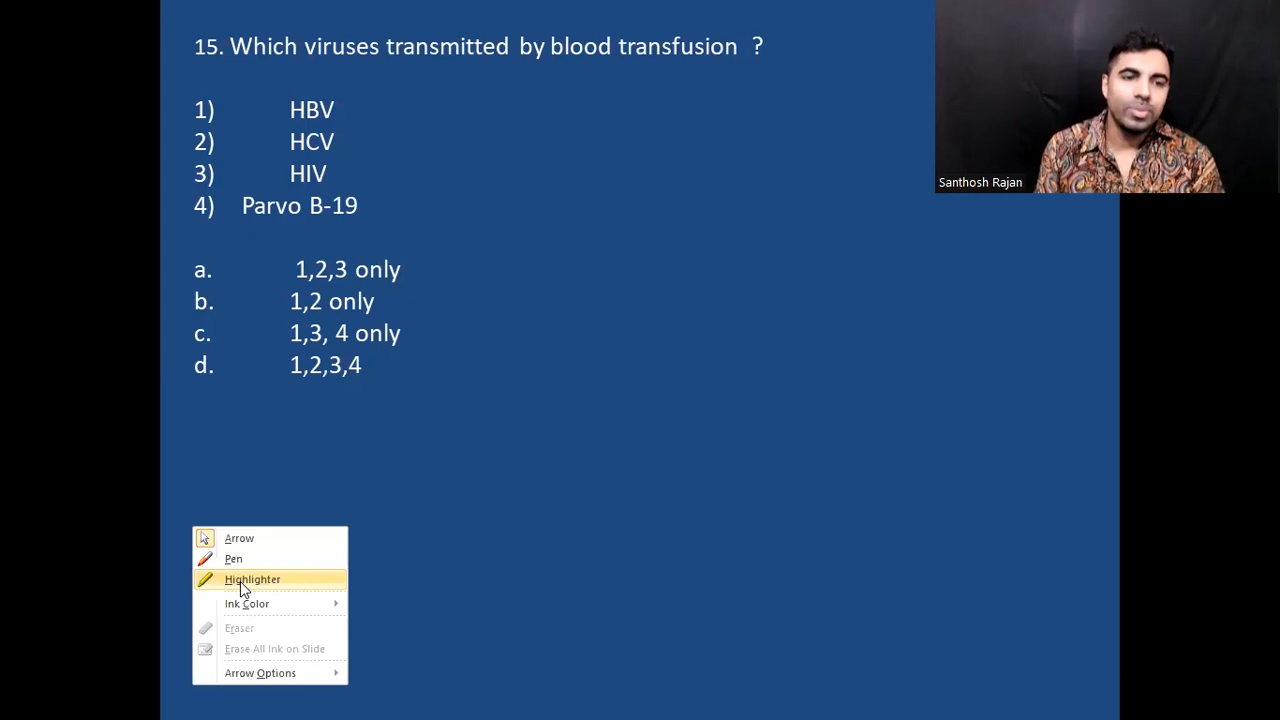 15. Which viruses transmitted by blood transfusion ?
1) HBV
2) HCV
3) HIV
4) Parvo B-19
a. 1,2,3 only
b. 1,2 only
c. 1,3, 4 only
d. 1,2,3,4
Santhosh Rajan
Arrow
Pen
Highlighter
Ink Color
Eraser
Erase All Ink on Slide
Arrow Options